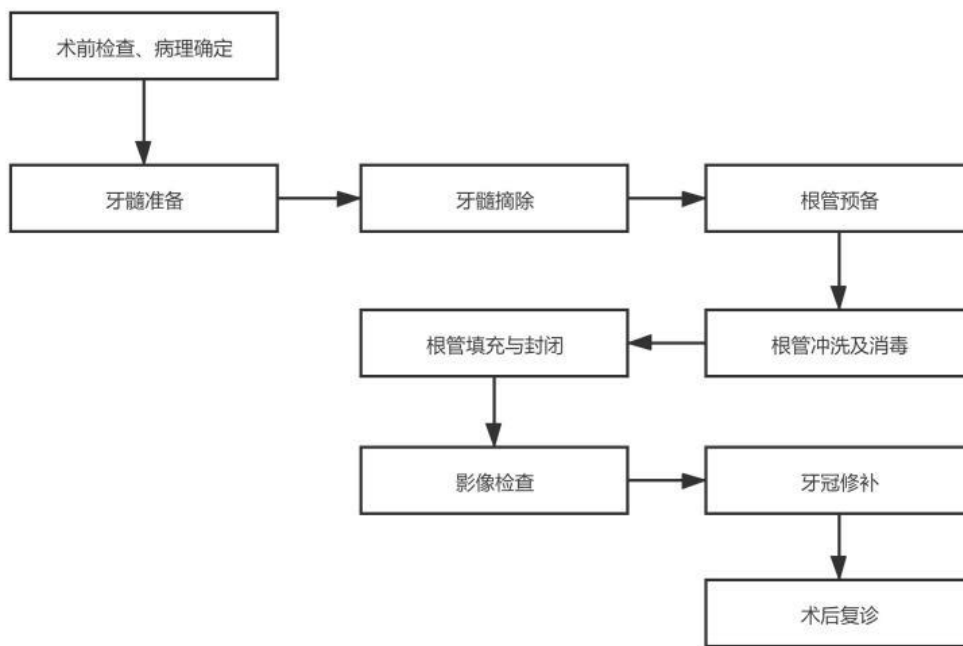 术前检查、病理确定
牙髓准备
牙髓摘除
根管预备
根管冲洗及消毒
根管填充与封闭
影像检查
牙冠修补
术后复诊